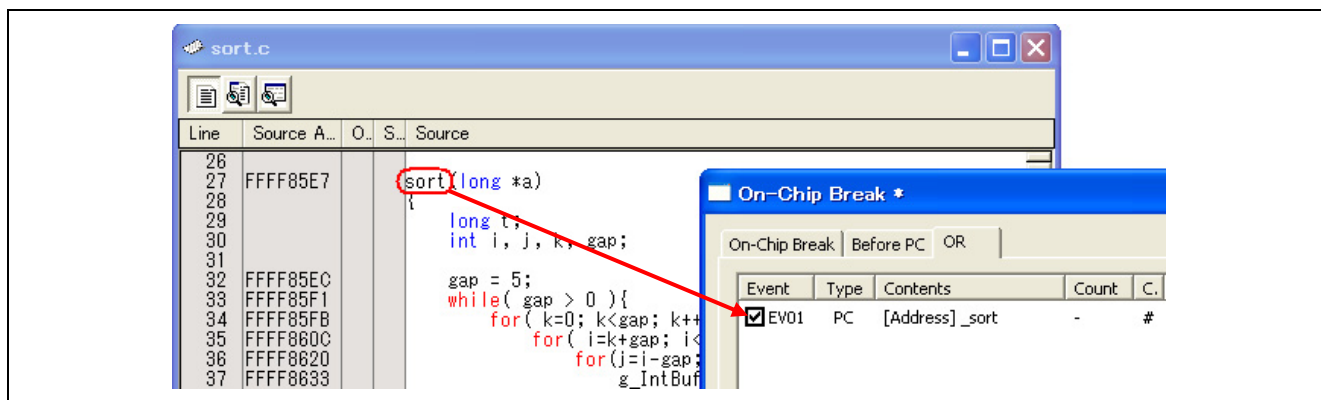 sort.c
Line Source A... O.. S... Source
26
27 FFFF85E7 sort(long *a)
28 {
29 long t;
30 int i, j, k, gap;
31
32 FFFF85EC gap = 5;
33 FFFF85F1 while( gap > 0 ){
34 FFFF85FB for( k=0; k<gap; k++
35 FFFF860C for( i=k+gap; i<
36 FFFF8620 for(j=i-gap;
37 FFFF8633 g_IntBuf
On-Chip Break *
On-Chip Break Before PC OR
Event Type Contents Count C.
EV01 PC [Address] _sort - #